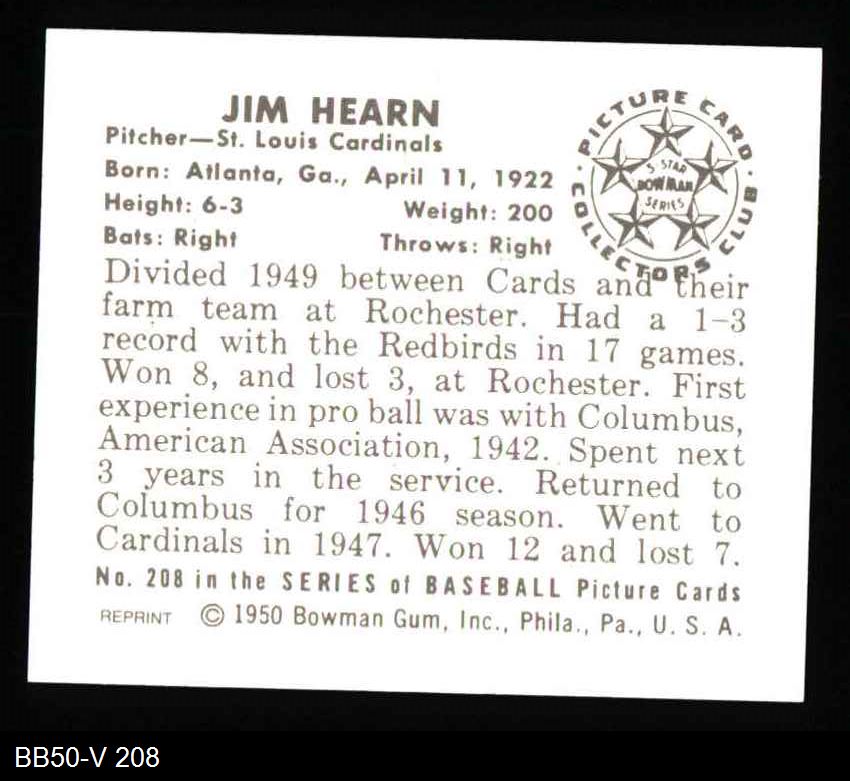 JIM HEARN
Pitcher—St. Louis Cardinals
Born: Atlanta, Ga., April 11, 1922
Height: 6-3 Weight: 200
Bats: Right Throws: Right
PICTURE CARD
COLLECTORS CLUB
5 STAR
BOWMAN
SERIES
Divided 1949 between Cards and their
farm team at Rochester. Had a 1-3
record with the Redbirds in 17 games.
Won 8, and lost 3, at Rochester. First
experience in pro ball was with Columbus,
American Association, 1942. Spent next
3 years in the service. Returned to
Columbus for 1946 season. Went to
Cardinals in 1947. Won 12 and lost 7.
No. 208 in the SERIES of BASEBALL Picture Cards
REPRINT © 1950 Bowman Gum, Inc., Phila., Pa., U. S. A.
BB50-V 208